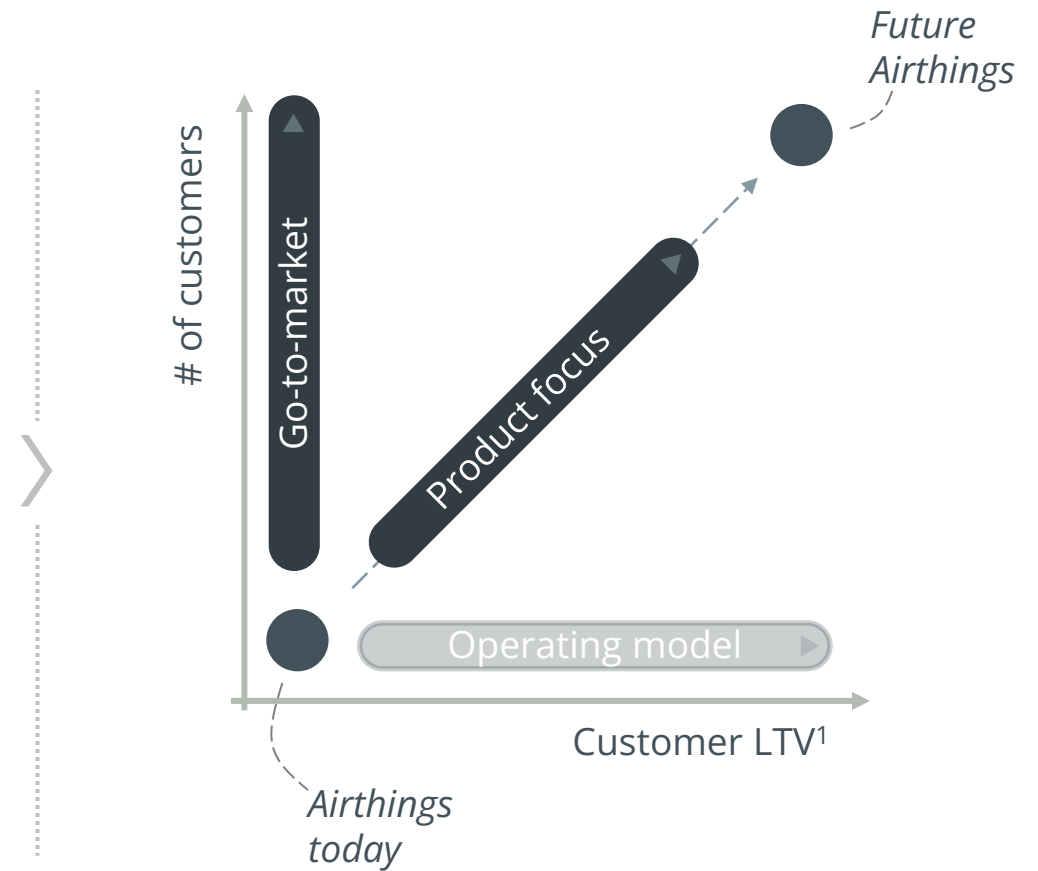 Future
Airthings
# of customers
Go-to-market
Product focus
Operating model
Customer LTV¹
Airthings
today